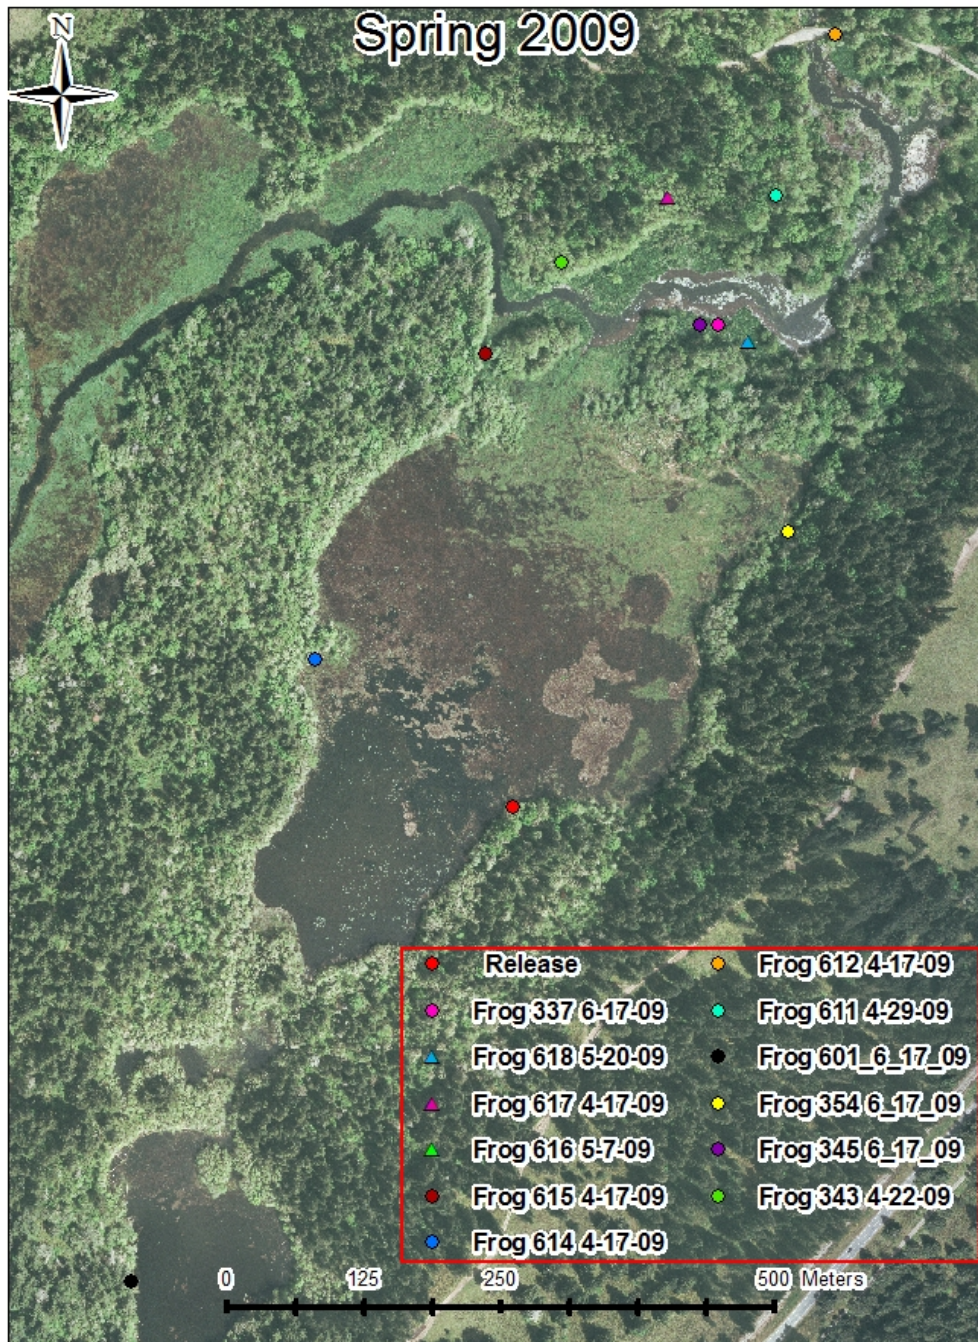 Spring 2009
N
Release
Frog 337 6-17-09
Frog 618 5-20-09
Frog 617 4-17-09
Frog 616 5-7-09
Frog 615 4-17-09
Frog 614 4-17-09
Frog 612 4-17-09
Frog 611 4-29-09
Frog 601_6_17_09
Frog 354 6_17_09
Frog 345 6_17_09
Frog 343 4-22-09
0 125 250 500 Meters